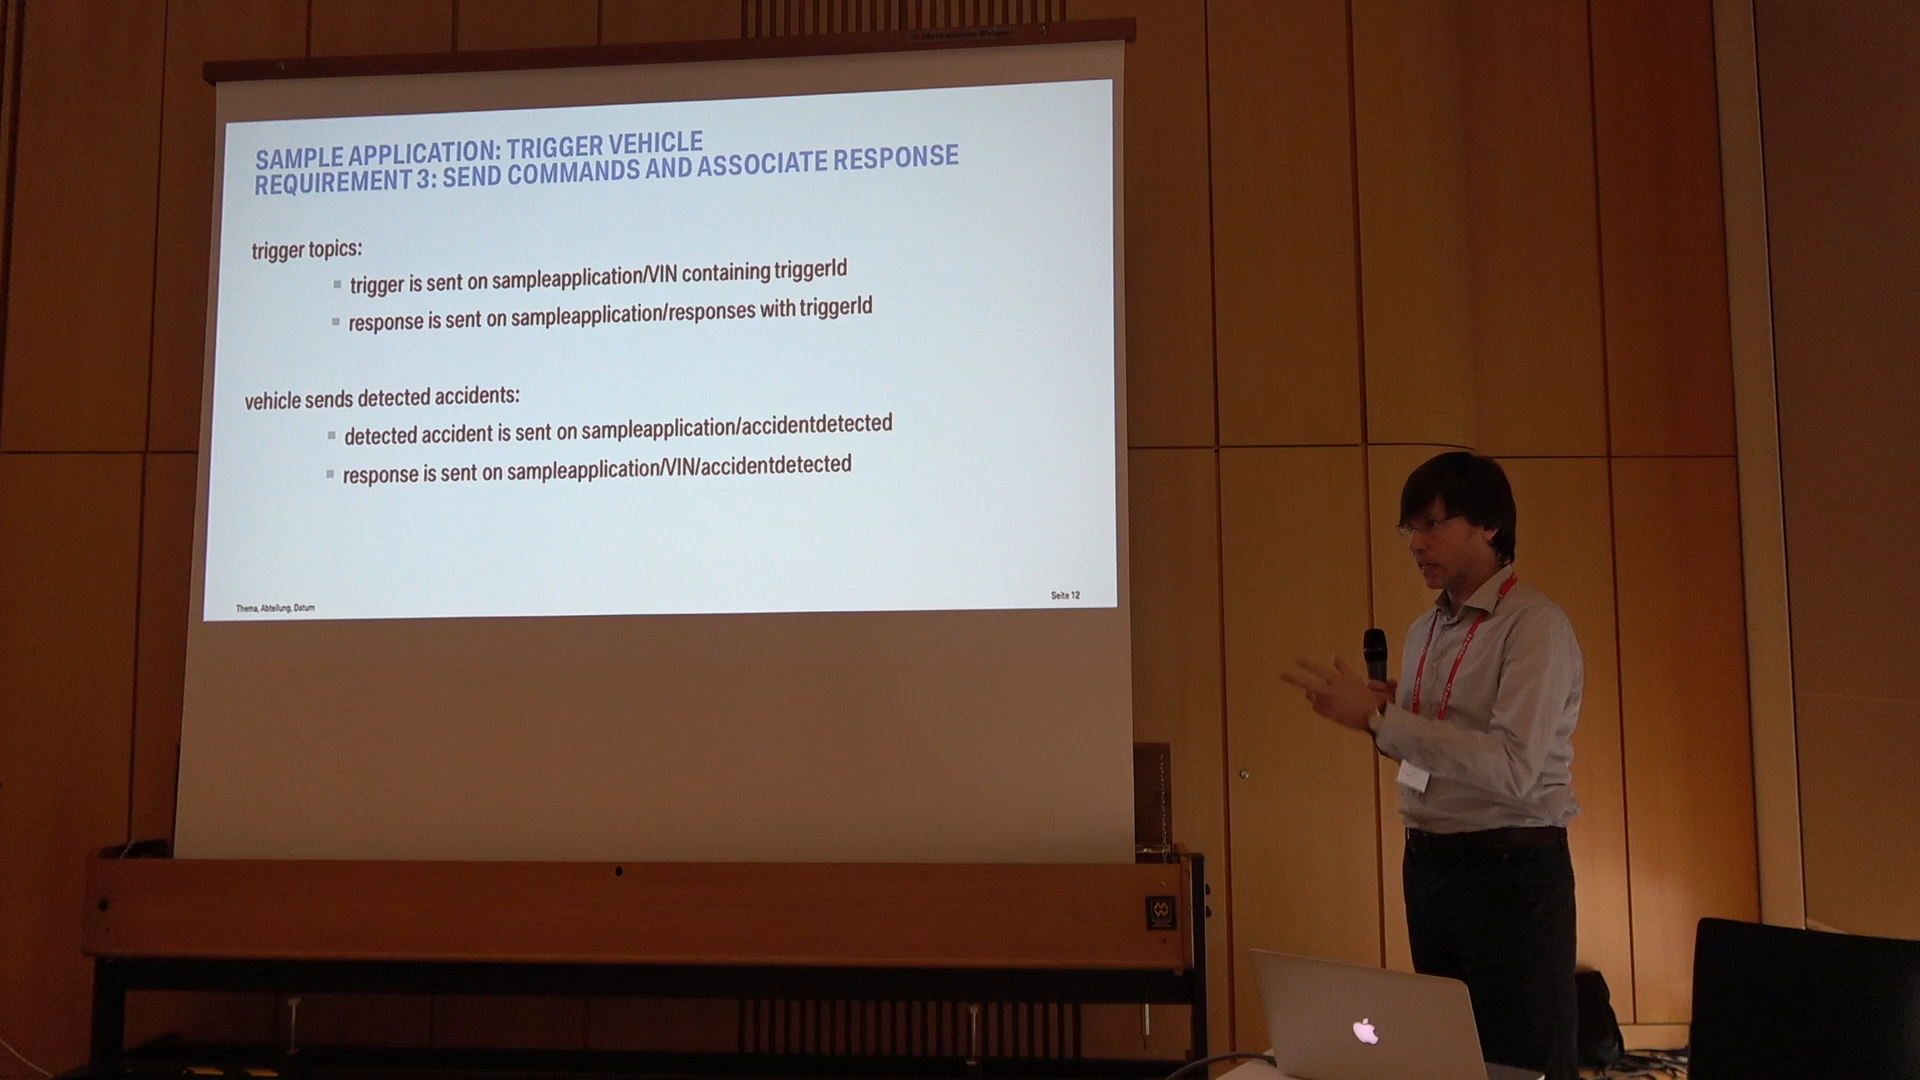 SAMPLE APPLICATION: TRIGGER VEHICLE
REQUIREMENT 3: SEND COMMANDS AND ASSOCIATE RESPONSE
trigger topics:
trigger is sent on sampleapplication/VIN containing triggerId
response is sent on sampleapplication/responses with triggerId
vehicle sends detected accidents:
detected accident is sent on sampleapplication/accidentdetected
response is sent on sampleapplication/VIN/accidentdetected
Thema, Abteilung, Datum
Seite 12